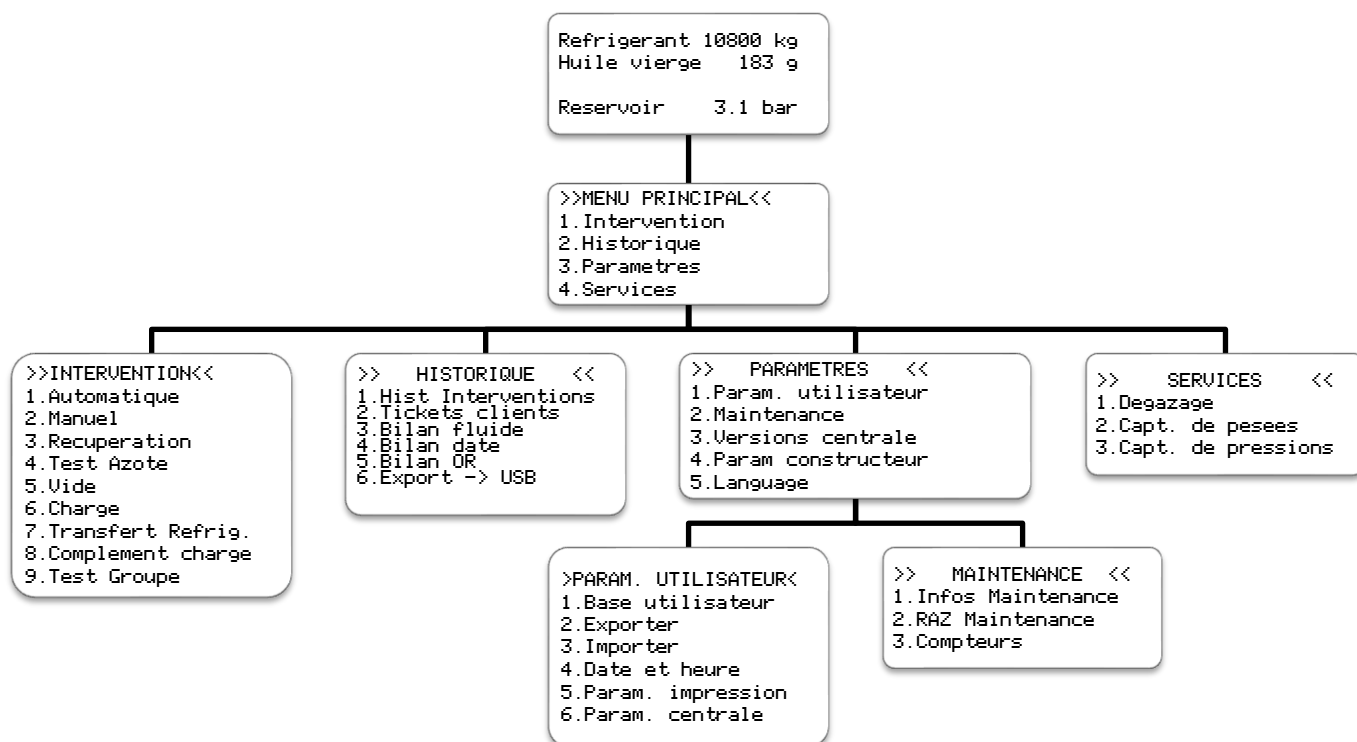 Refrigerant 10800 kg
Huile vierge 183 g
Reservoir 3.1 bar
>>MENU PRINCIPAL<<
1.Intervention
2.Historique
3.Parametres
4.Services
>>INTERVENTION<<
1.Automatique
2.Manuel
3.Recuperation
4.Test Azote
5.Vide
6.Charge
7.Transfert Refrig.
8.Complement charge
9.Test Groupe
>> HISTORIQUE <<
1.Hist Interventions
2.Tickets clients
3.Bilan fluide
4.Bilan date
5.Bilan OR
6.Export -> USB
>> PARAMETRES <<
1.Param. utilisateur
2.Maintenance
3.Versions centrale
4.Param constructeur
5.Language
>> SERVICES <<
1.Degazage
2.Capt. de pesees
3.Capt. de pressions
>PARAM. UTILISATEUR<
1.Base utilisateur
2.Exporter
3.Importer
4.Date et heure
5.Param. impression
6.Param. centrale
>> MAINTENANCE <<
1.Infos Maintenance
2.RAZ Maintenance
3.Compteurs